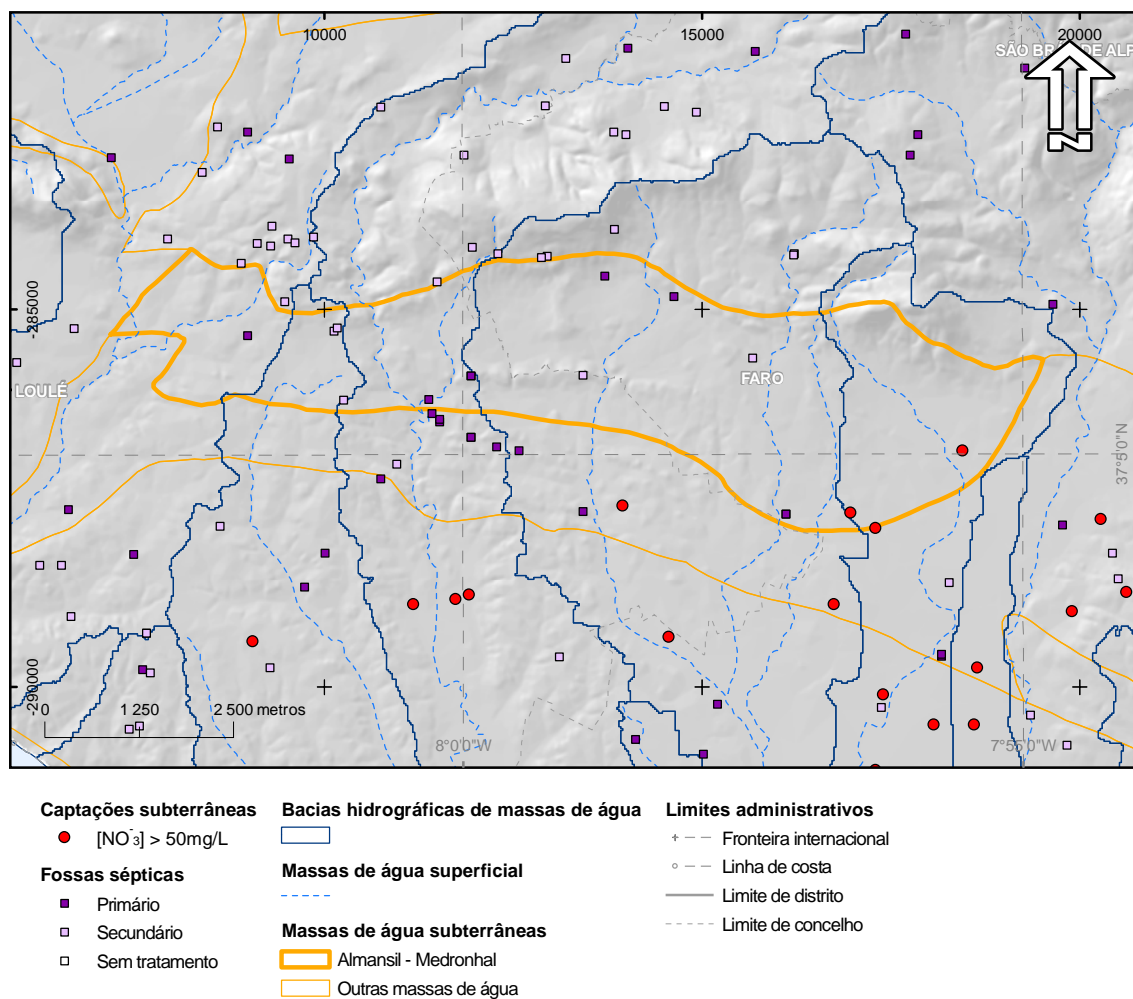 10000
15000
20000
SÃO BRÁS DE ALP
N
-285000
LOULÉ
FARO
37°5'0"N
-290000
0 1 250 2 500 metros
8°0'0"W
7°55'0"W
Captações subterrâneas
[NO-3] > 50mg/L
Fossas sépticas
Primário
Secundário
Sem tratamento
Bacias hidrográficas de massas de água
Massas de água superficial
Massas de água subterrâneas
Almansil - Medronhal
Outras massas de água
Limites administrativos
Fronteira internacional
Linha de costa
Limite de distrito
Limite de concelho